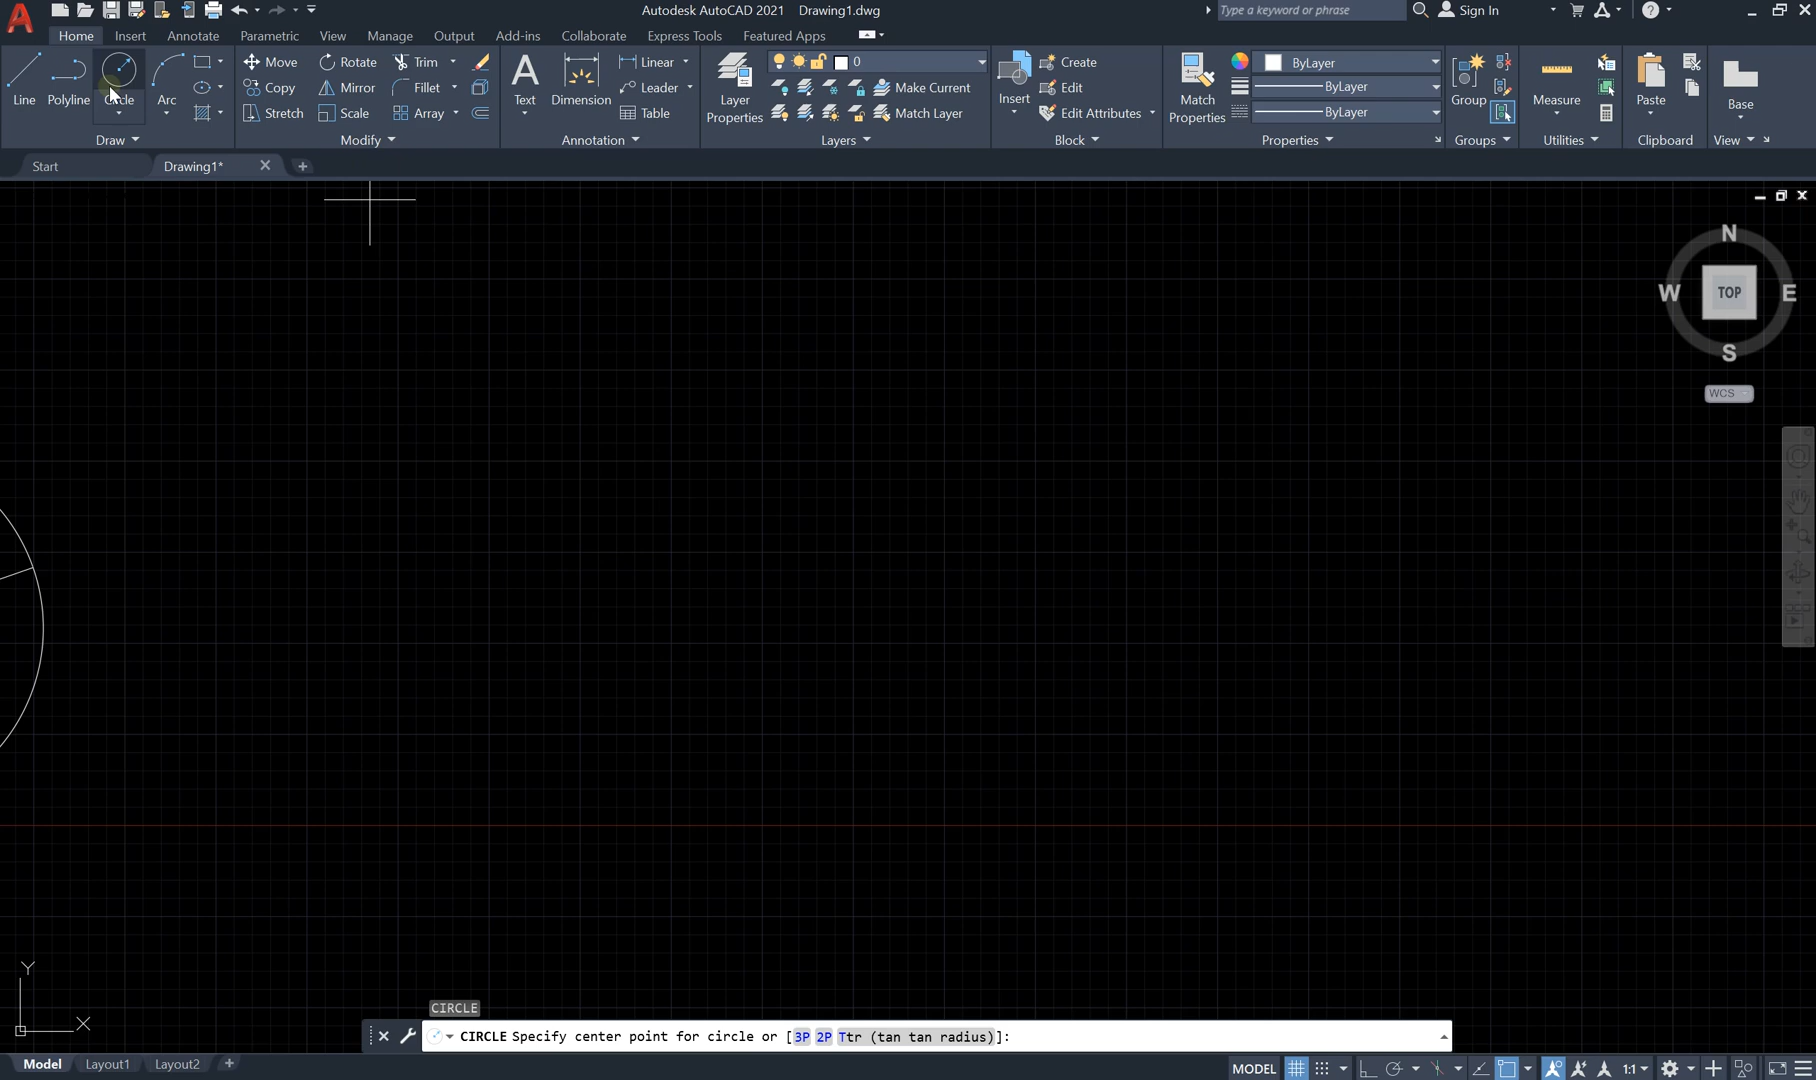 Autodesk AutoCAD 2021 Drawing1.dwg
Type a keyword or phrase
Sign In
Home Insert Annotate Parametric View Manage Output Add-ins Collaborate Express Tools Featured Apps
Line Polyline Circle Arc
Draw
Move Rotate Trim
Copy Mirror Fillet
Stretch Scale Array
Modify
Text Dimension
Linear
Leader
Table
Annotation
Layer Properties
0
Make Current
Match Layer
Layers
Insert
Create
Edit
Edit Attributes
Block
Match Properties
ByLayer
ByLayer
ByLayer
Properties
Group
Groups
Measure
Utilities
Paste
Clipboard
Base
View
Start Drawing1*
N
W TOP E
S
WCS
Y
X
CIRCLE
CIRCLE Specify center point for circle or [3P 2P Ttr (tan tan radius)]:
Model Layout1 Layout2
MODEL 1:1